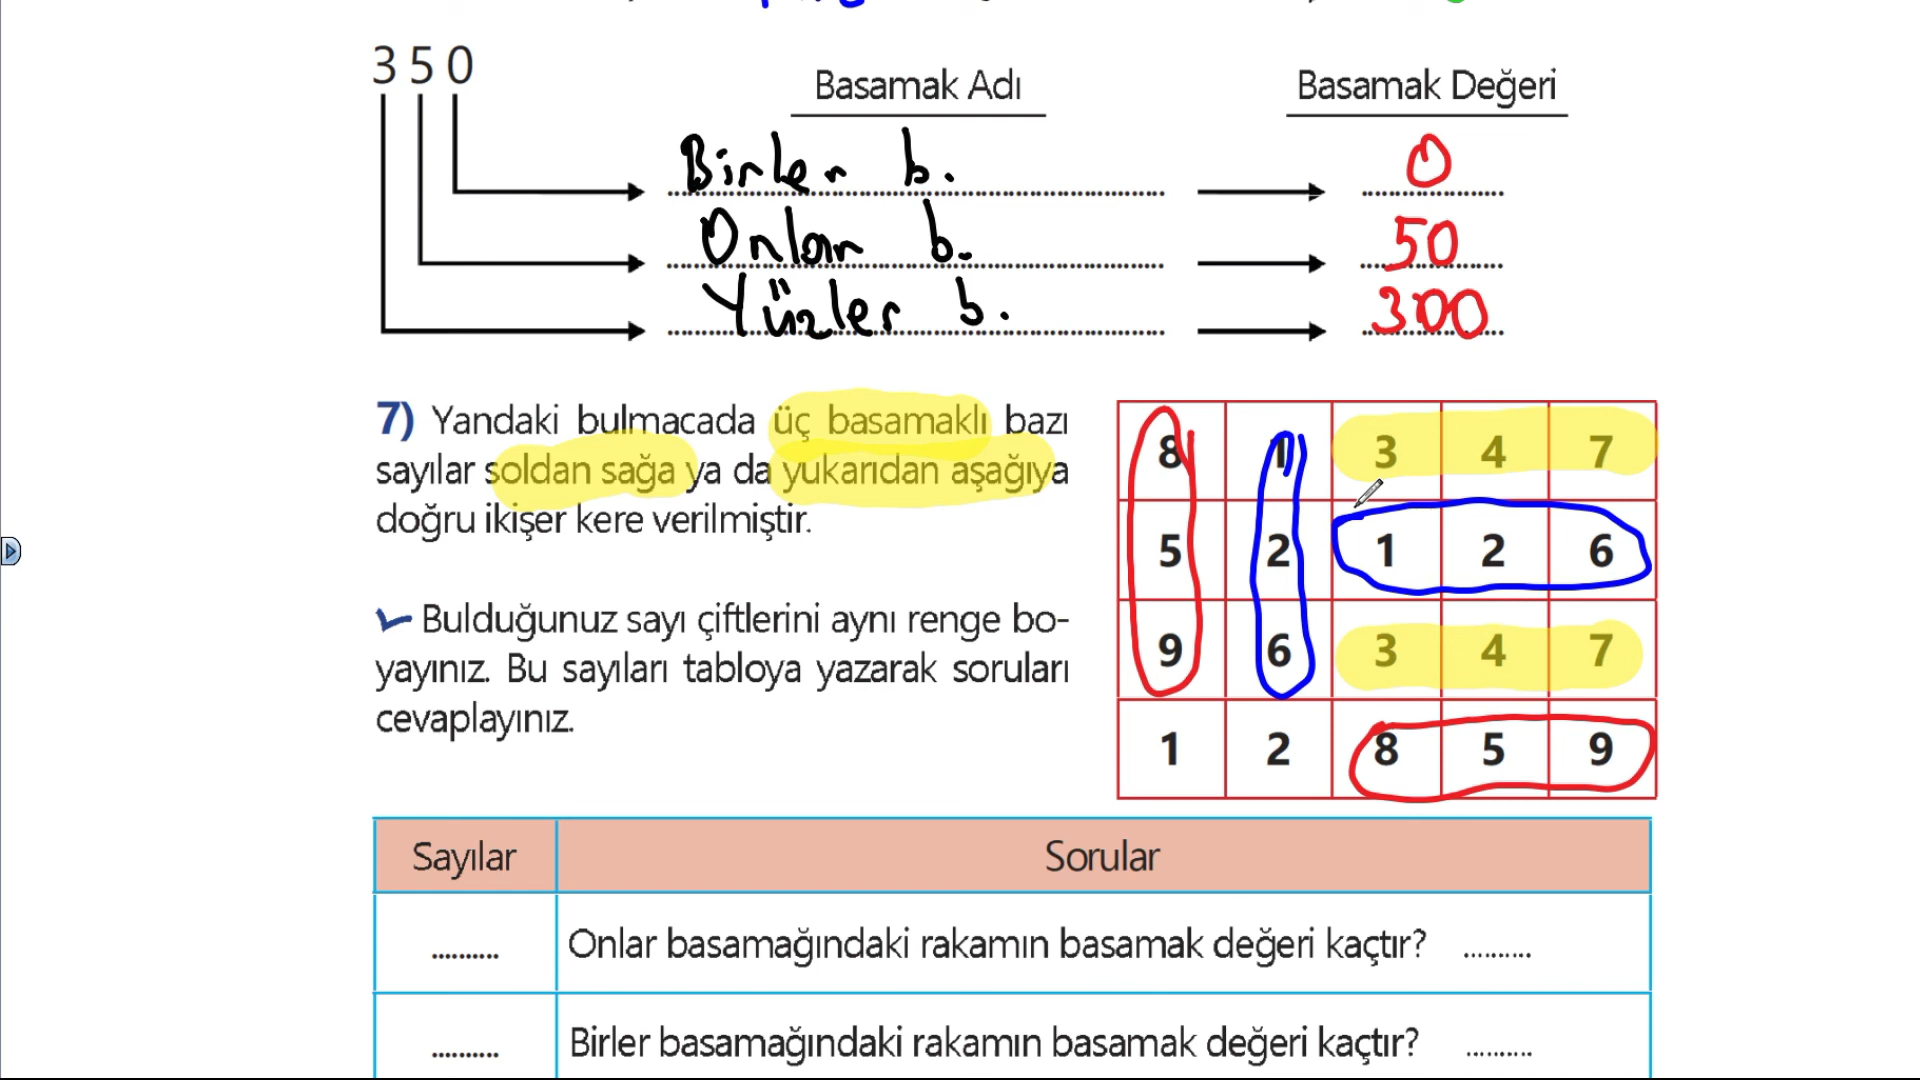 3 5 0
Basamak Adı Basamak Değeri
Birler b. 0
Onlar b. 50
Yüzler b. 300
7) Yandaki bulmacada üç basamaklı bazı
sayılar soldan sağa ya da yukarıdan aşağıya
doğru ikişer kere verilmiştir.
Bulduğunuz sayı çiftlerini aynı renge bo-
yayınız. Bu sayıları tabloya yazarak soruları
cevaplayınız.
8 1 3 4 7
5 2 1 2 6
9 6 3 4 7
1 2 8 5 9
Sayılar Sorular
.......... Onlar basamağındaki rakamın basamak değeri kaçtır? ..........
.......... Birler basamağındaki rakamın basamak değeri kaçtır? ..........